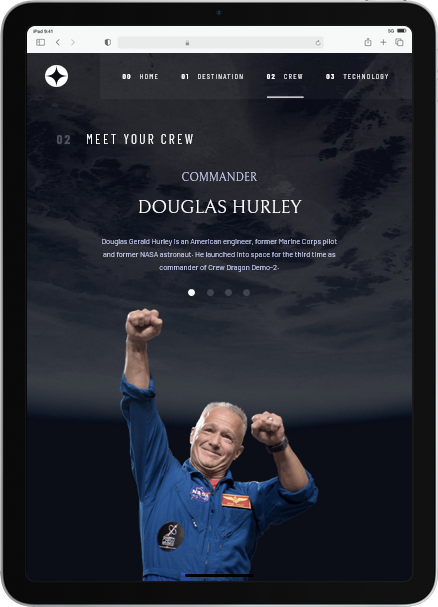 iPad 9:41
5G
00 HOME 01 DESTINATION 02 CREW 03 TECHNOLOGY
02 MEET YOUR CREW
COMMANDER
DOUGLAS HURLEY
Douglas Gerald Hurley is an American engineer, former Marine Corps pilot
and former NASA astronaut. He launched into space for the third time as
commander of Crew Dragon Demo-2.
NASA